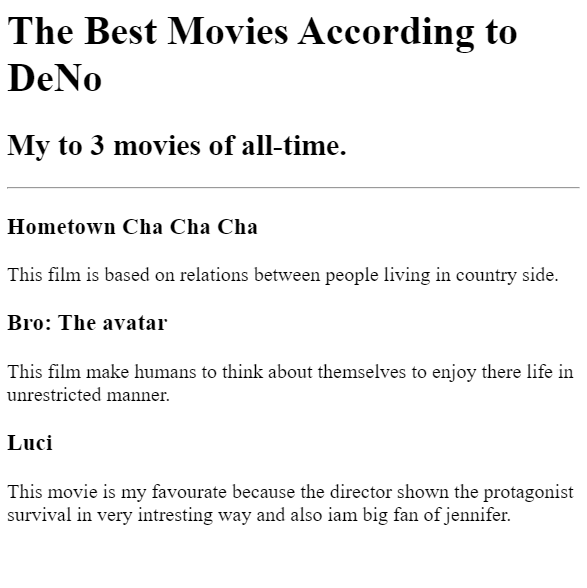 The Best Movies According to
DeNo
My to 3 movies of all-time.
Hometown Cha Cha Cha
This film is based on relations between people living in country side.
Bro: The avatar
This film make humans to think about themselves to enjoy there life in
unrestricted manner.
Luci
This movie is my favourate because the director shown the protagonist
survival in very intresting way and also iam big fan of jennifer.